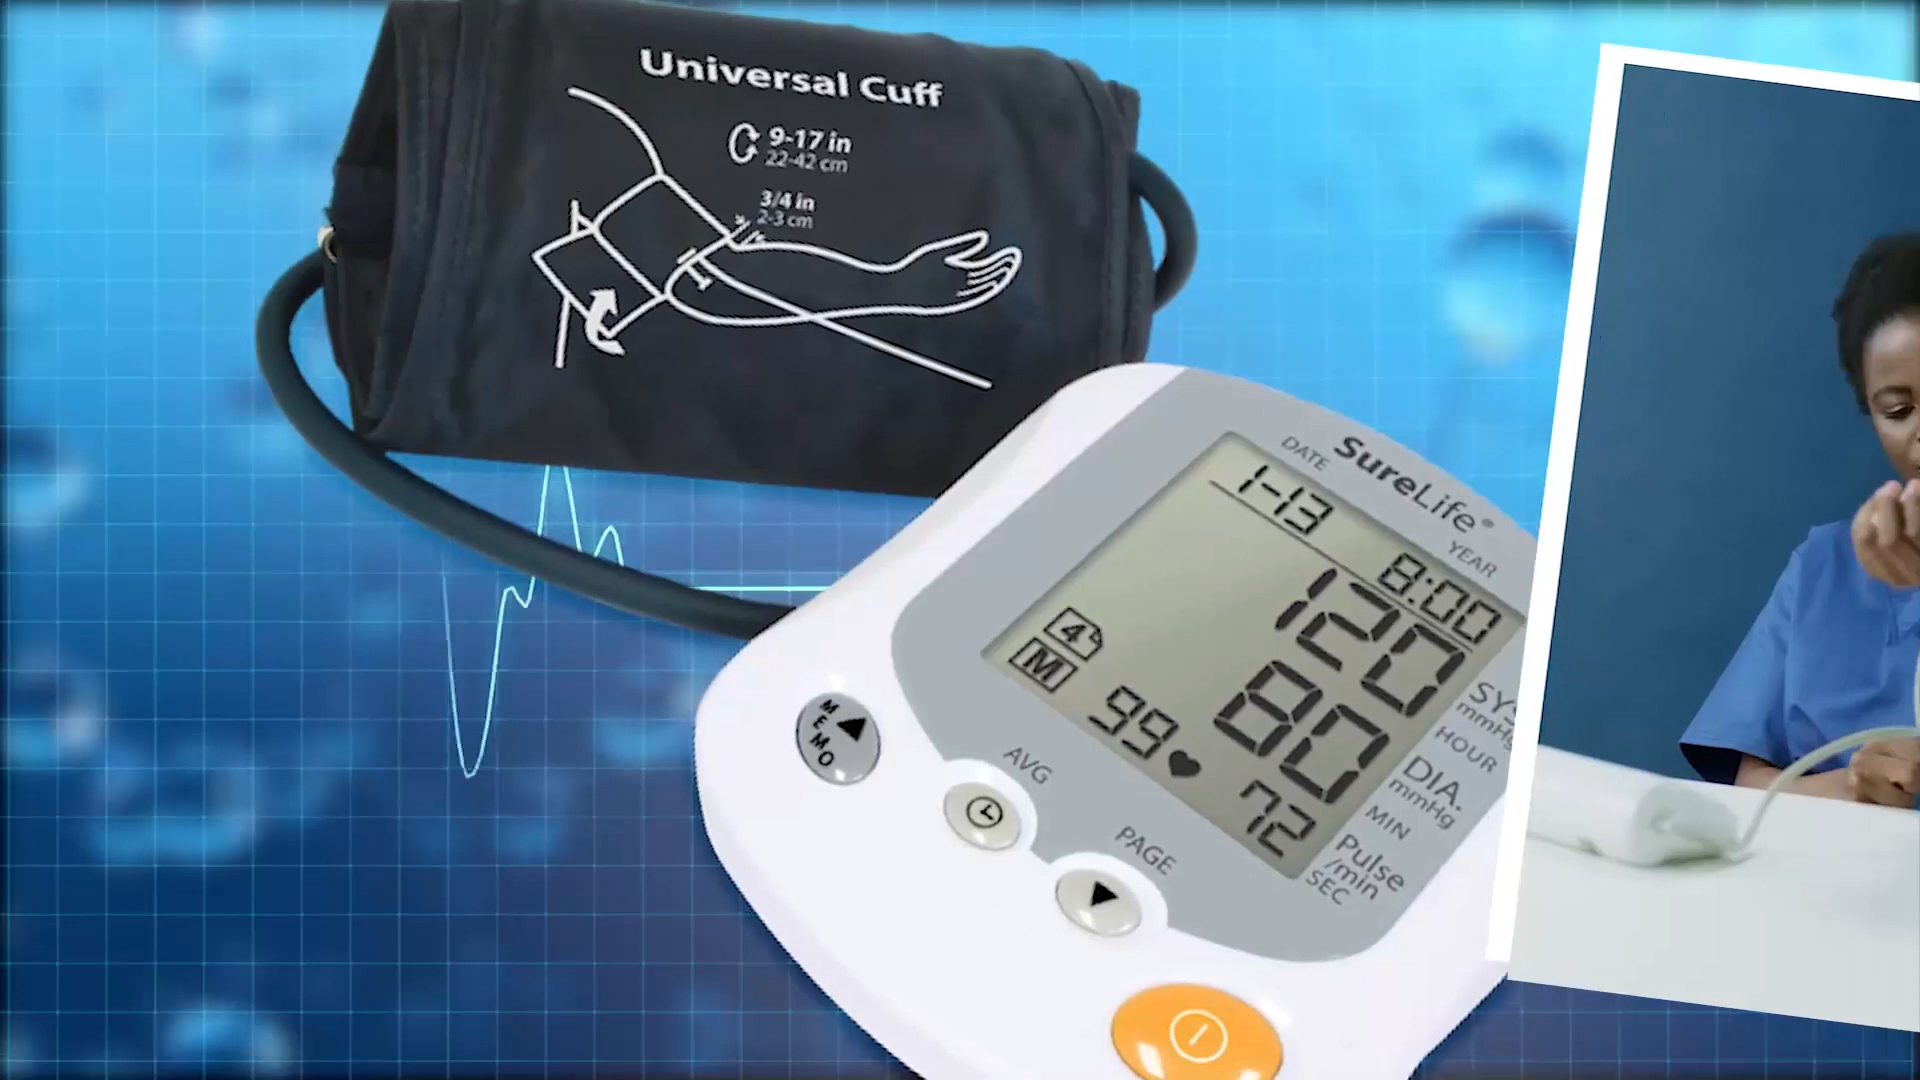 Universal Cuff
9-17 in
22-42 cm
3/4 in
2-3 cm
SureLife®
DATE
YEAR
1-13
8:00
120
80
4
M
99
72
SYS
mmHg
HOUR
DIA.
mmHg
MIN
Pulse
/min
SEC
MEMO
AVG
PAGE